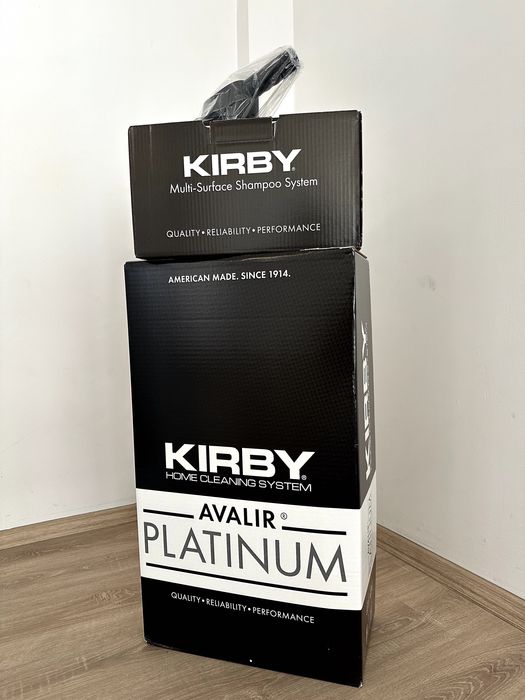 KIRBY®
Multi-Surface Shampoo System
QUALITY • RELIABILITY • PERFORMANCE
AMERICAN MADE. SINCE 1914.
KIRBY®
HOME CLEANING SYSTEM
AVALIR®
PLATINUM
QUALITY • RELIABILITY • PERFORMANCE
KIRBY